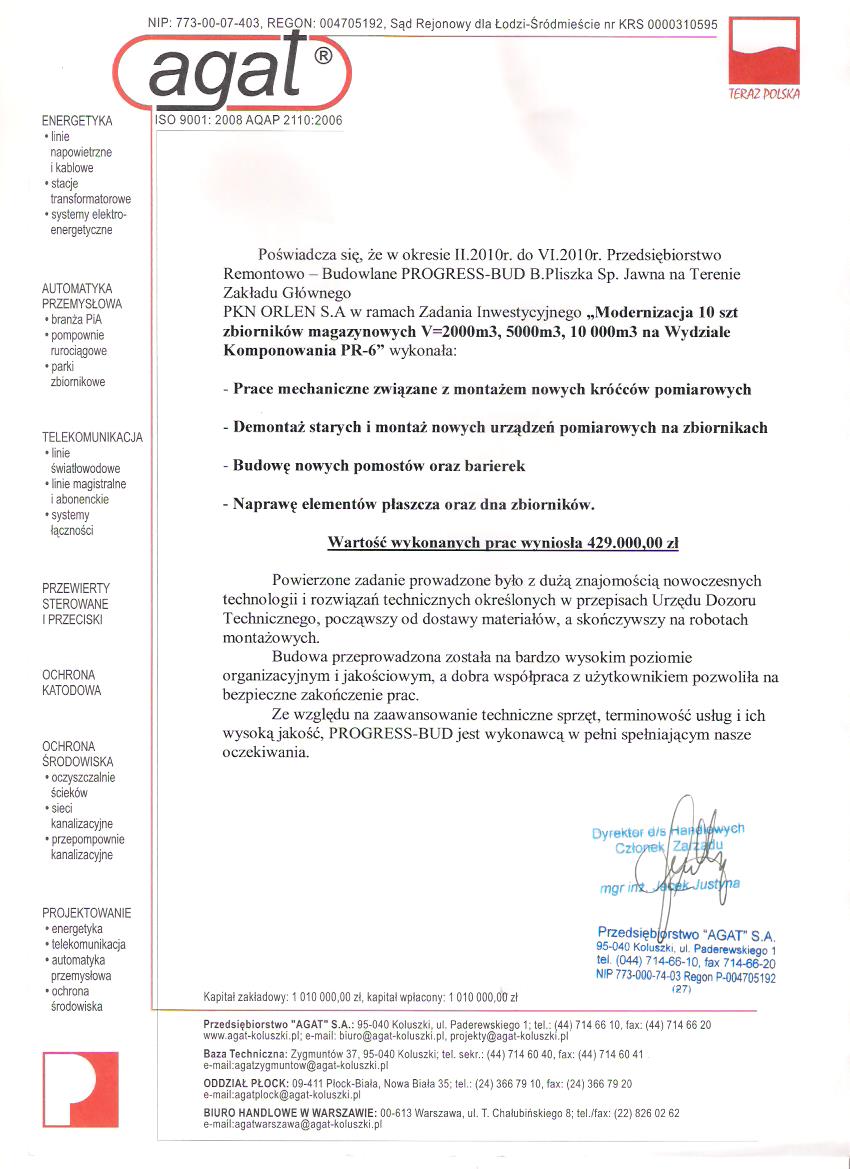 NIP: 773-00-07-403, REGON: 004705192, Sąd Rejonowy dla Łodzi-Śródmieście nr KRS 0000310595
agat®
TERAZ POLSKA
ISO 9001: 2008 AQAP 2110:2006
ENERGETYKA
• linie
napowietrzne
i kablowe
• stacje
transformatorowe
• systemy elektro-
energetyczne
AUTOMATYKA
PRZEMYSŁOWA
• branża PiA
• pompownie
rurociągowe
• parki
zbiornikowe
TELEKOMUNIKACJA
• linie
światłowodowe
• linie magistralne
i abonenckie
• systemy
łączności
PRZEWIERTY
STEROWANE
I PRZECISKI
OCHRONA
KATODOWA
OCHRONA
ŚRODOWISKA
• oczyszczalnie
ścieków
• sieci
kanalizacyjne
• przepompownie
kanalizacyjne
PROJEKTOWANIE
• energetyka
• telekomunikacja
• automatyka
przemysłowa
• ochrona
środowiska
Poświadcza się, że w okresie II.2010r. do VI.2010r. Przedsiębiorstwo
Remontowo – Budowlane PROGRESS-BUD B.Pliszka Sp. Jawna na Terenie
Zakładu Głównego
PKN ORLEN S.A w ramach Zadania Inwestycyjnego „Modernizacja 10 szt
zbiorników magazynowych V=2000m3, 5000m3, 10 000m3 na Wydziale
Komponowania PR-6” wykonała:
- Prace mechaniczne związane z montażem nowych króćców pomiarowych
- Demontaż starych i montaż nowych urządzeń pomiarowych na zbiornikach
- Budowę nowych pomostów oraz barierek
- Naprawę elementów płaszcza oraz dna zbiorników.
Wartość wykonanych prac wyniosła 429.000,00 zł
Powierzone zadanie prowadzone było z dużą znajomością nowoczesnych
technologii i rozwiązań technicznych określonych w przepisach Urzędu Dozoru
Technicznego, począwszy od dostawy materiałów, a skończywszy na robotach
montażowych.
Budowa przeprowadzona została na bardzo wysokim poziomie
organizacyjnym i jakościowym, a dobra współpraca z użytkownikiem pozwoliła na
bezpieczne zakończenie prac.
Ze względu na zaawansowanie techniczne sprzęt, terminowość usług i ich
wysoką jakość, PROGRESS-BUD jest wykonawcą w pełni spełniającym nasze
oczekiwania.
Dyrektor d/s Handlowych
Członek Zarządu
mgr inż. Jacek Justyna
Przedsiębiorstwo "AGAT" S.A.
95-040 Koluszki, ul. Paderewskiego 1
tel. (044) 714-66-10, fax 714-66-20
NIP 773-000-74-03 Regon P-004705192
(27)
Kapitał zakładowy: 1 010 000,00 zł, kapitał wpłacony: 1 010 000,00 zł
Przedsiębiorstwo "AGAT" S.A.: 95-040 Koluszki, ul. Paderewskiego 1; tel.: (44) 714 66 10, fax: (44) 714 66 20
www.agat-koluszki.pl; e-mail: biuro@agat-koluszki.pl, projekty@agat-koluszki.pl
Baza Techniczna: Zygmuntów 37, 95-040 Koluszki; tel. sekr.: (44) 714 60 40, fax: (44) 714 60 41
e-mail:agatzygmuntow@agat-koluszki.pl
ODDZIAŁ PŁOCK: 09-411 Płock-Biała, Nowa Biała 35; tel.: (24) 366 79 10, fax: (24) 366 79 20
e-mail:agatplock@agat-koluszki.pl
BIURO HANDLOWE W WARSZAWIE: 00-613 Warszawa, ul. T. Chałubińskiego 8; tel./fax: (22) 826 02 62
e-mail:agatwarszawa@agat-koluszki.pl